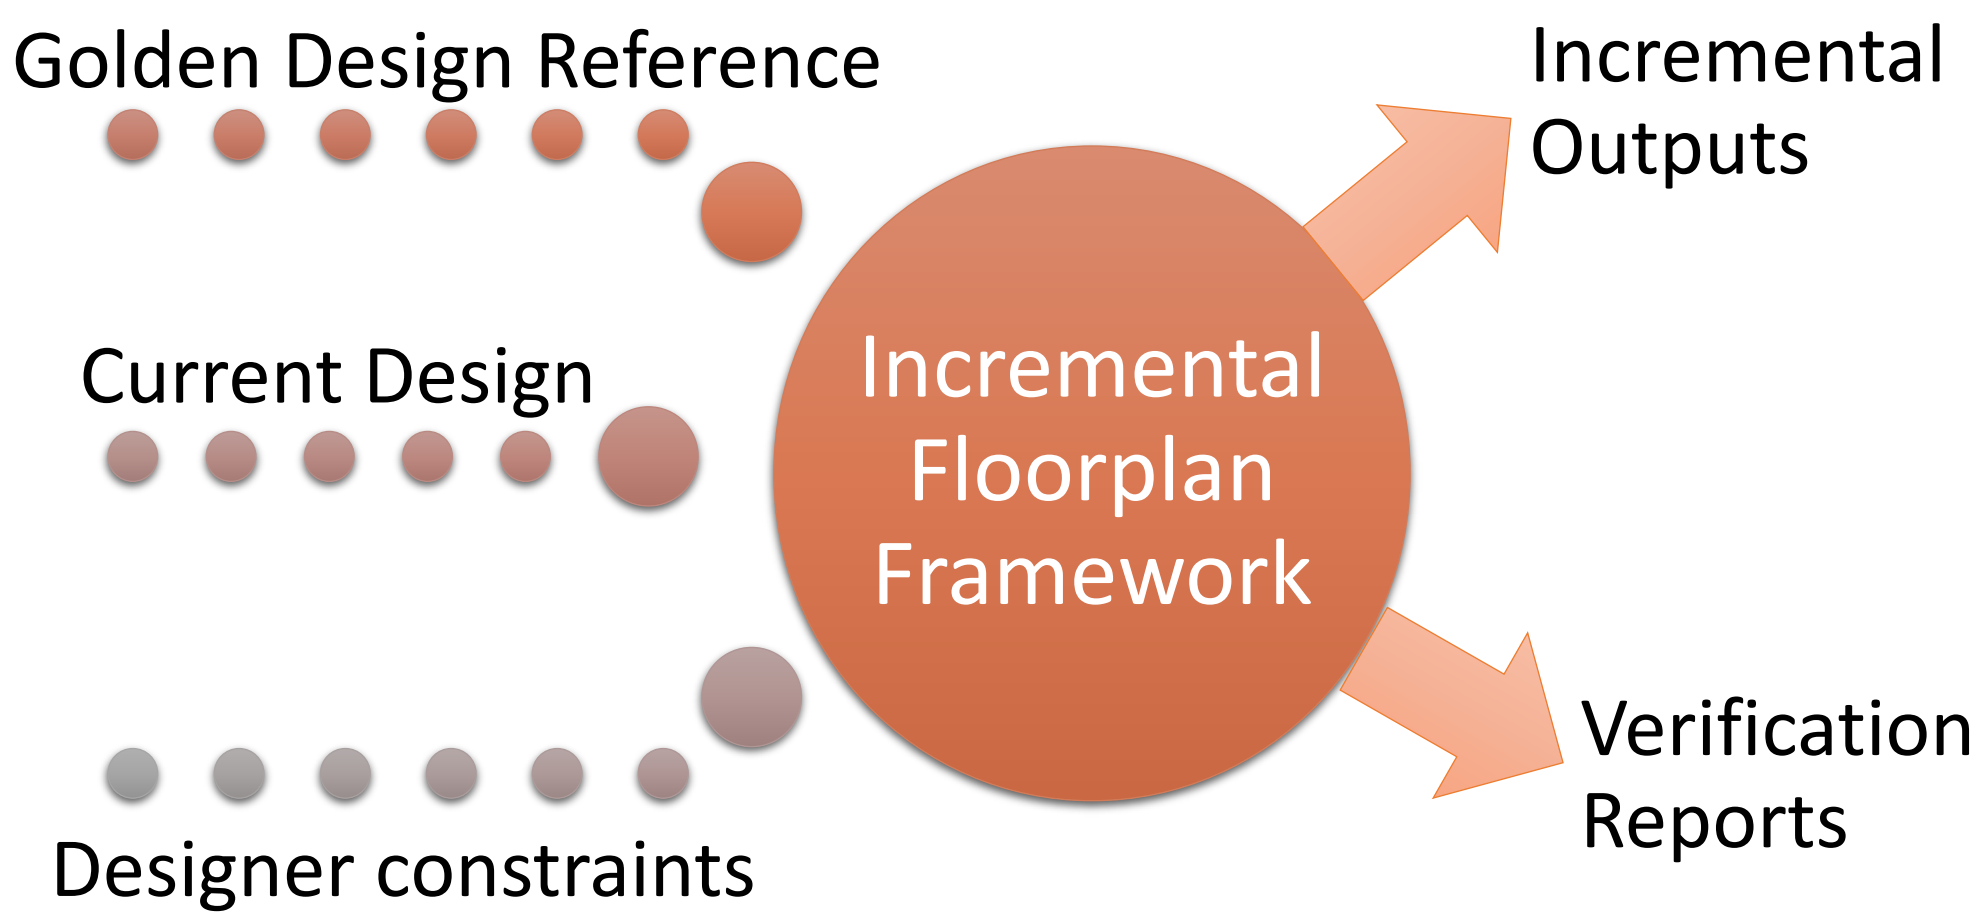 Golden Design Reference
Current Design
Designer constraints
Incremental
Floorplan
Framework
Incremental
Outputs
Verification
Reports